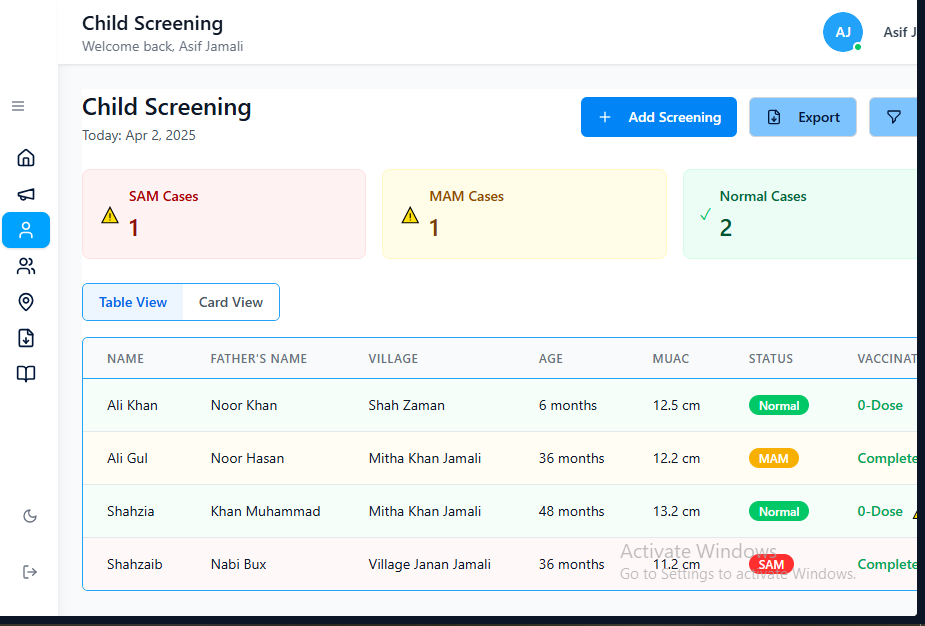 Child Screening
Welcome back, Asif Jamali
AJ
Asif J
Child Screening
Today: Apr 2, 2025
+ Add Screening
Export
SAM Cases
1
MAM Cases
1
Normal Cases
2
Table View Card View
NAME FATHER'S NAME VILLAGE AGE MUAC STATUS VACCINAT
Ali Khan Noor Khan Shah Zaman 6 months 12.5 cm Normal 0-Dose
Ali Gul Noor Hasan Mitha Khan Jamali 36 months 12.2 cm MAM Complete
Shahzia Khan Muhammad Mitha Khan Jamali 48 months 13.2 cm Normal 0-Dose
Shahzaib Nabi Bux Village Janan Jamali 36 months 11.2 cm SAM Complete
Activate Windows
Go to Settings to activate Windows.